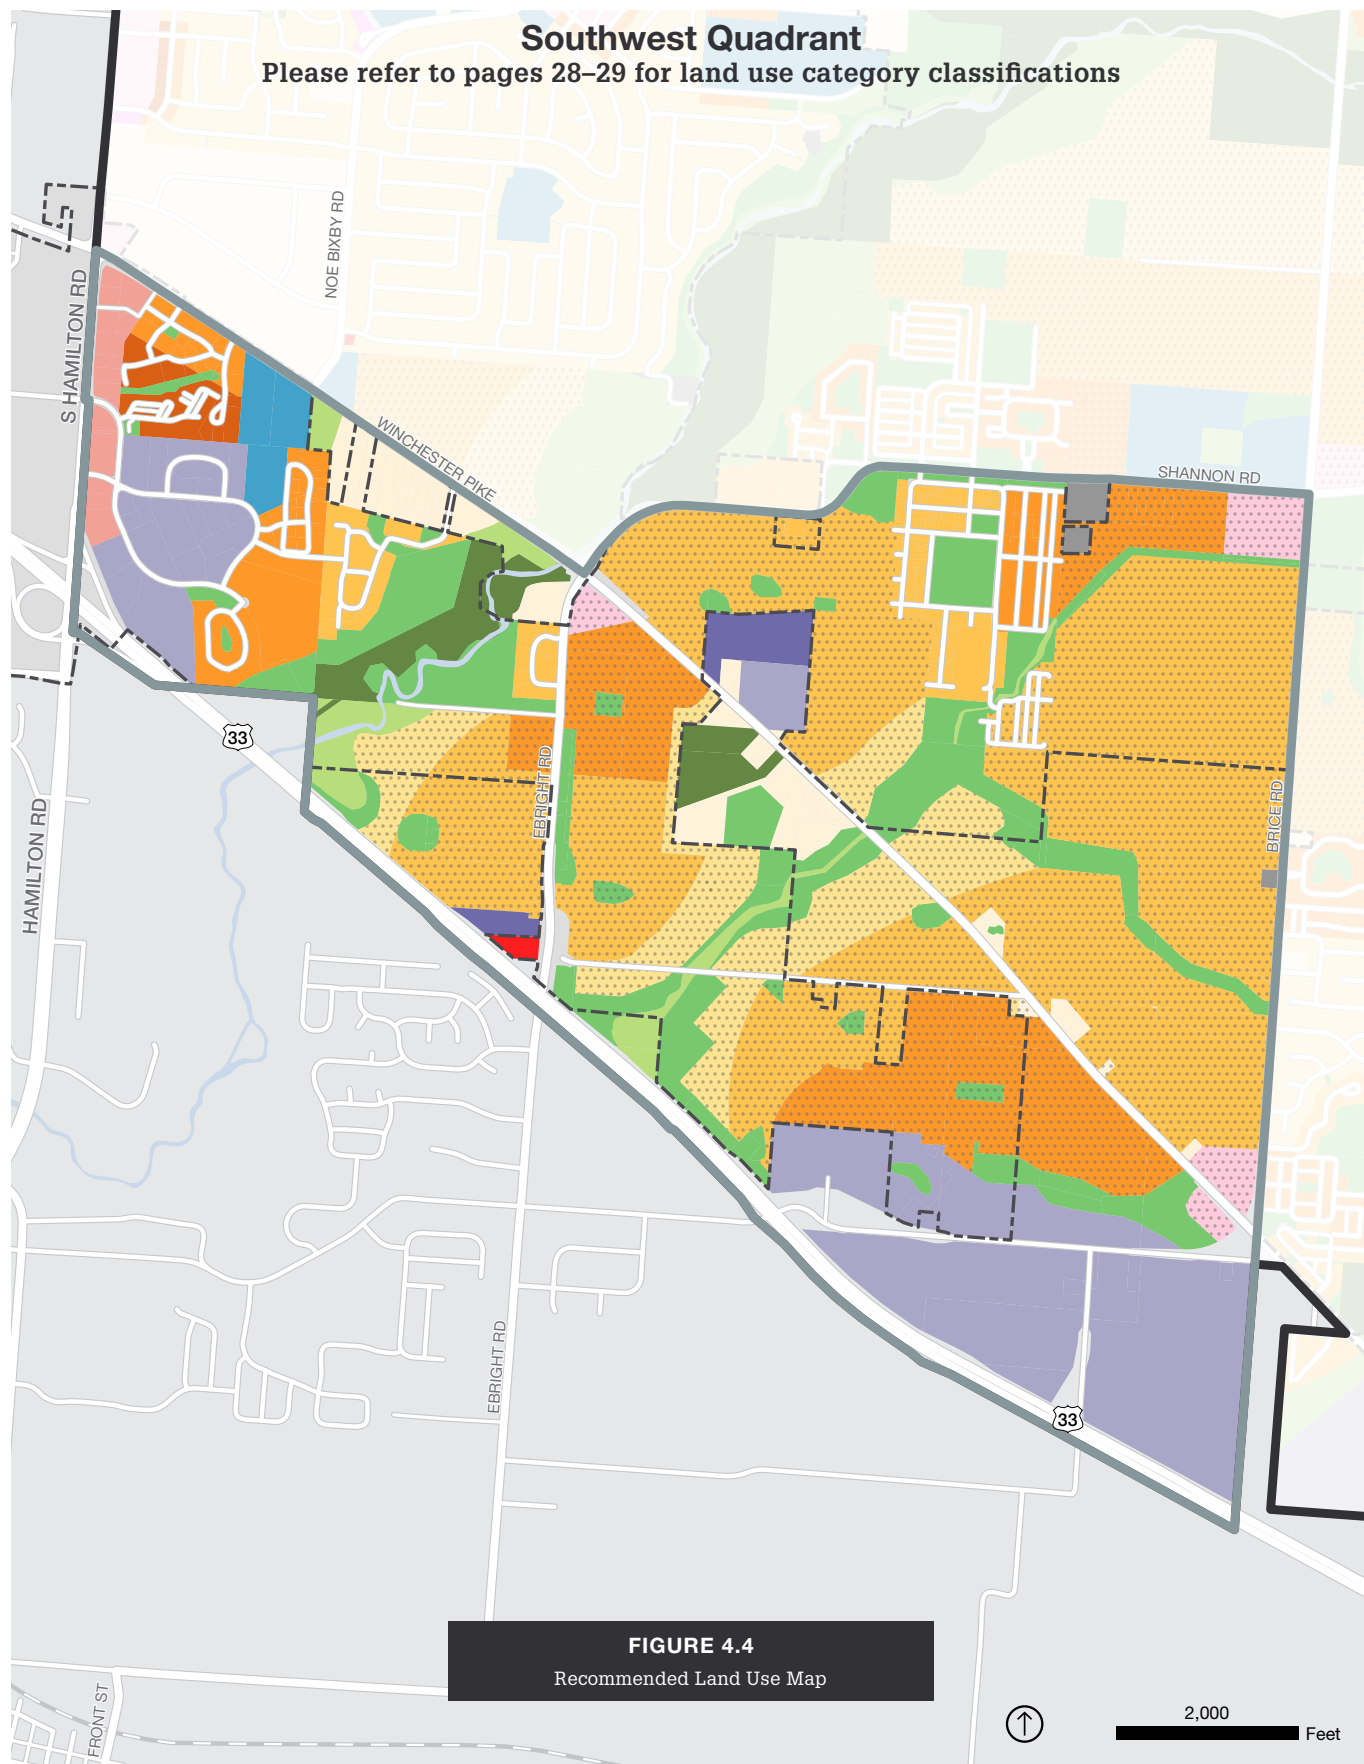 Southwest Quadrant
Please refer to pages 28–29 for land use category classifications
NOE BIXBY RD
S HAMILTON RD
WINCHESTER PIKE
SHANNON RD
33
EBRIGHT RD
BRICE RD
HAMILTON RD
EBRIGHT RD
33
FIGURE 4.4
Recommended Land Use Map
FRONT ST
2,000
Feet